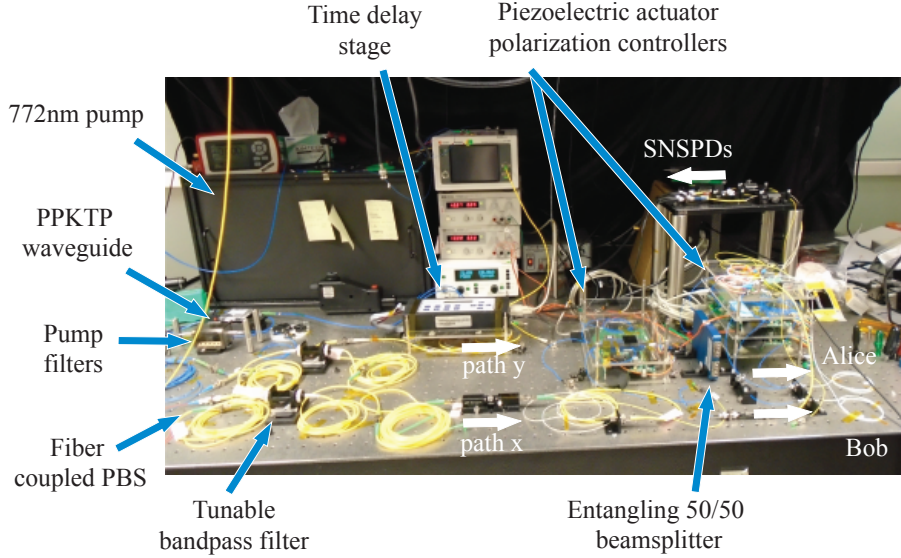 Time delay
stage
Piezoelectric actuator
polarization controllers
772nm pump
SNSPDs
PPKTP
waveguide
Pump
filters
path y
Alice
path x
Bob
Fiber
coupled PBS
Tunable
bandpass filter
Entangling 50/50
beamsplitter